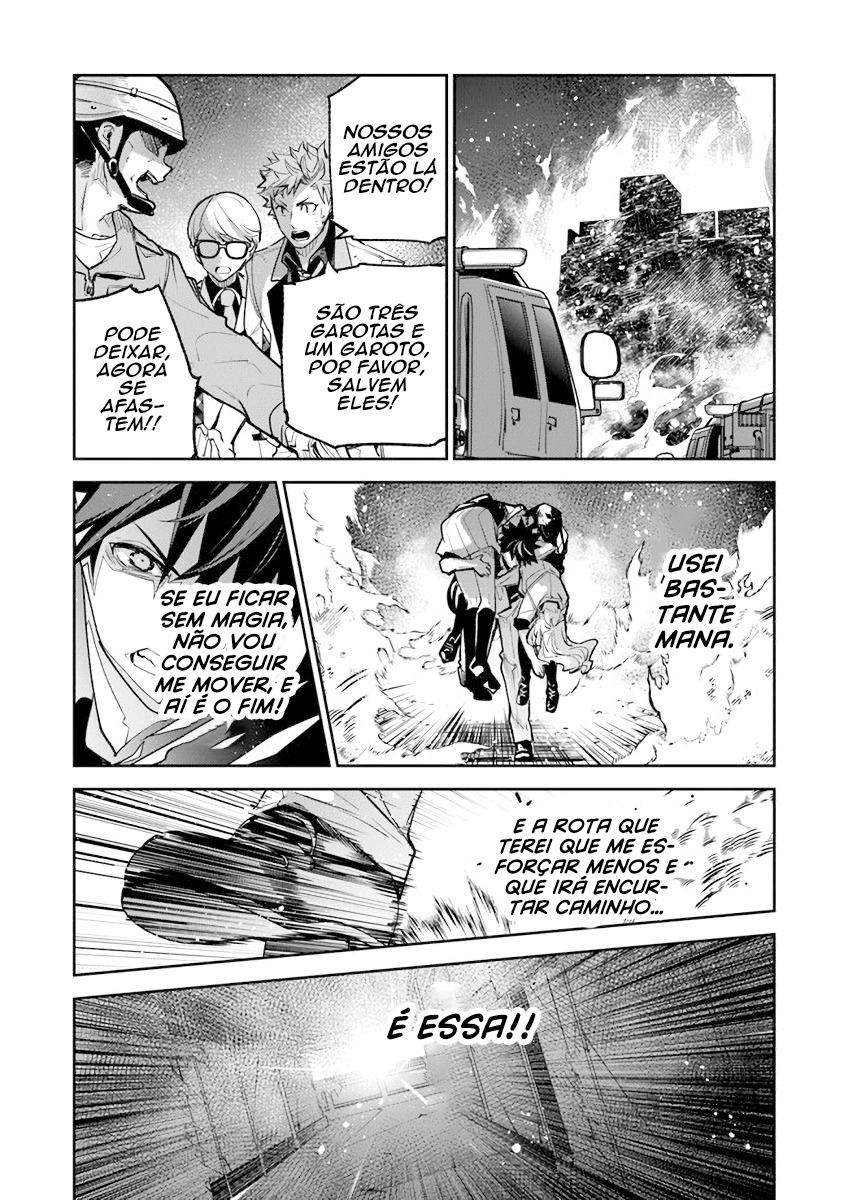 NOSSOS
AMIGOS
ESTÃO LÁ
DENTRO!
SÃO TRÊS
GAROTAS E
UM GAROTO,
POR FAVOR,
SALVEM
ELES!
PODE
DEIXAR,
AGORA
SE
AFAS-
TEM!!
USEI
BAS-
TANTE
MANA.
SE EU FICAR
SEM MAGIA,
NÃO VOU
CONSEGUIR
ME MOVER, E
AÍ É O FIM!
E A ROTA QUE
TEREI QUE ME ES-
FORÇAR MENOS E
QUE IRÁ ENCUR-
TAR CAMINHO...
É ESSA!!